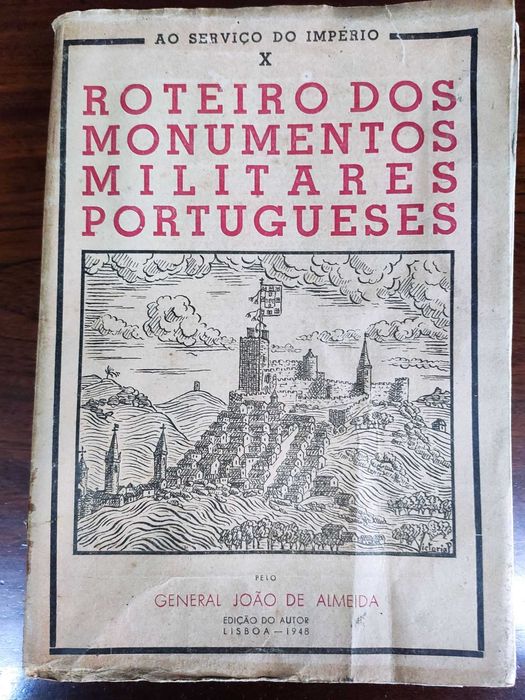 AO SERVIÇO DO IMPÉRIO
X
ROTEIRO DOS
MONUMENTOS
MILITARES
PORTUGUESES
Victoria P
PELO
GENERAL JOÃO DE ALMEIDA
EDIÇÃO DO AUTOR
LISBOA — 1948